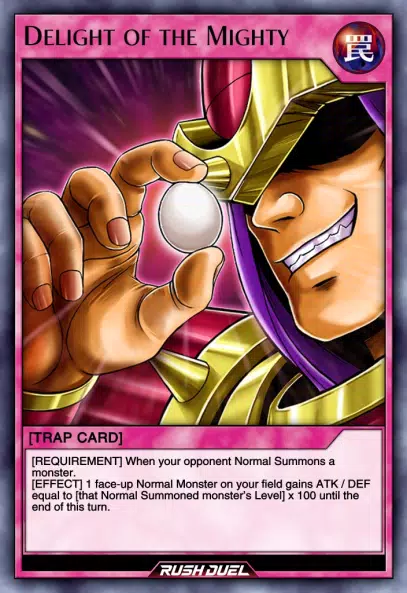 Delight of the Mighty
罠
[TRAP CARD]
[REQUIREMENT] When your opponent Normal Summons a
monster.
[EFFECT] 1 face-up Normal Monster on your field gains ATK / DEF
equal to [that Normal Summoned monster's Level] x 100 until the
end of this turn.
RUSH DUEL